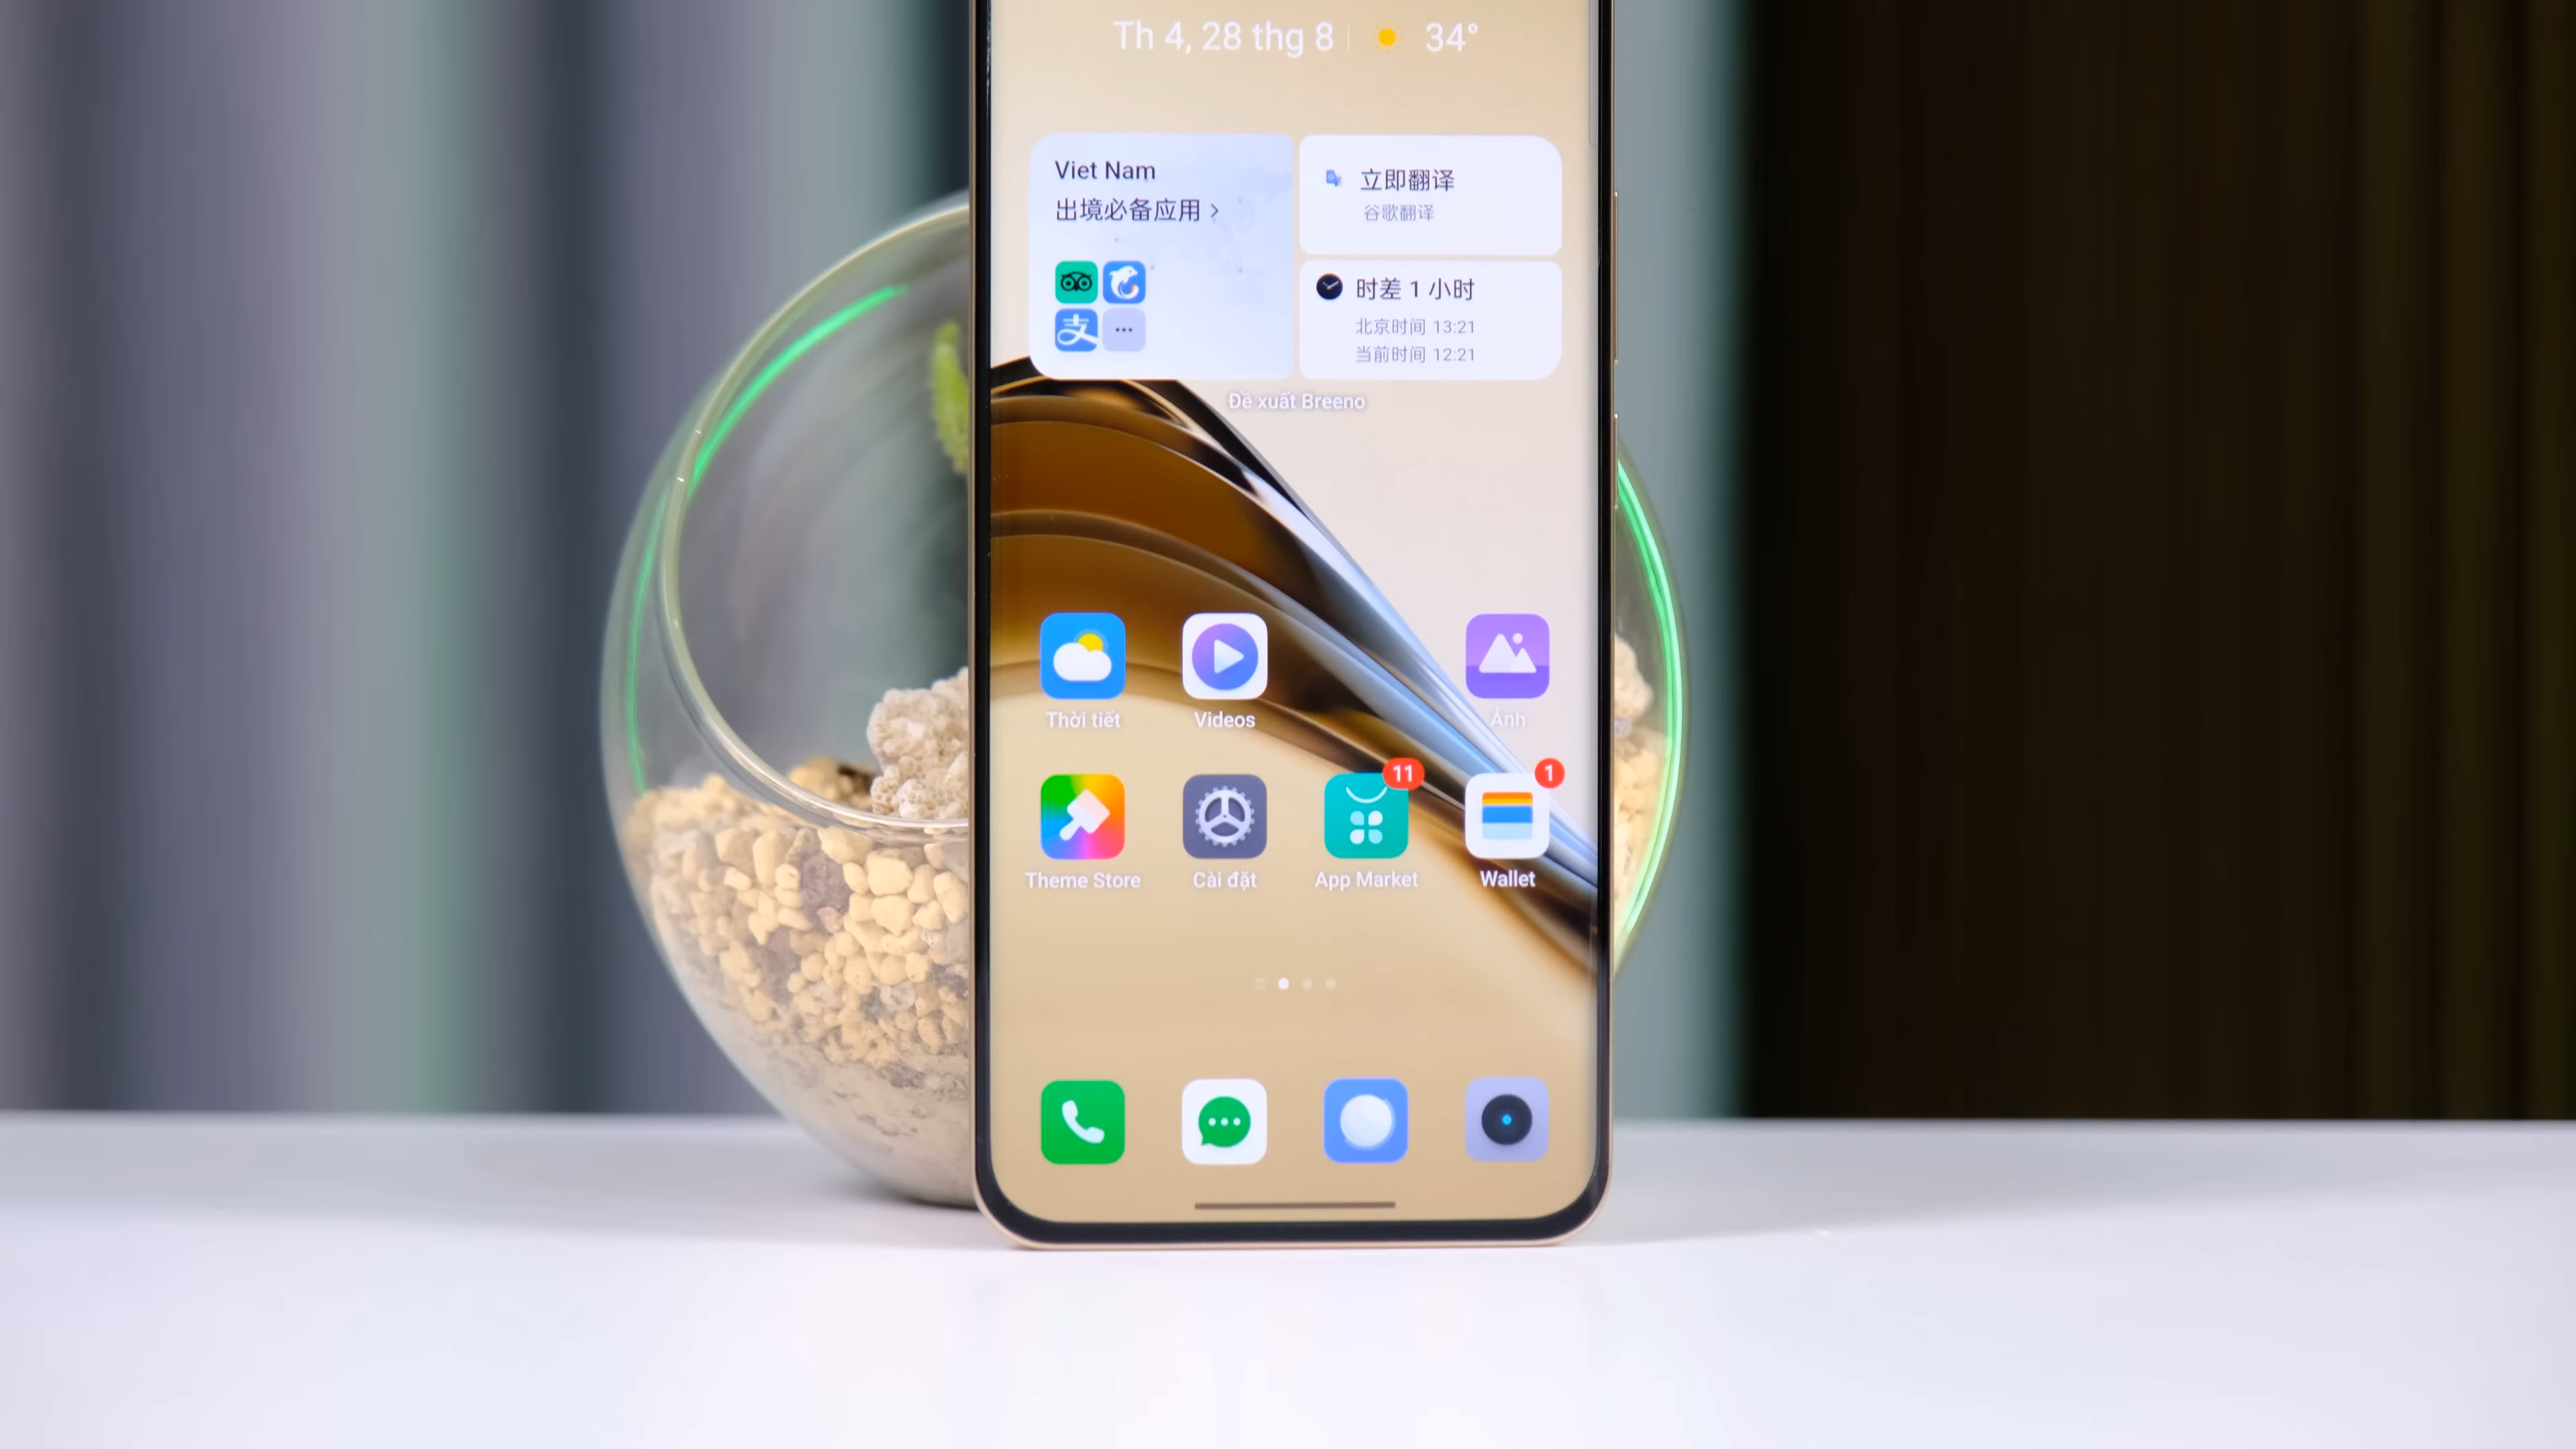 Th 4, 28 thg 8 34°
Viet Nam
出境必备应用 >
支
立即翻译
谷歌翻译
时差 1 小时
北京时间 13:21
当前时间 12:21
Đề xuất Breeno
Thời tiết
Videos
Ảnh
11
1
Theme Store
Cài đặt
App Market
Wallet